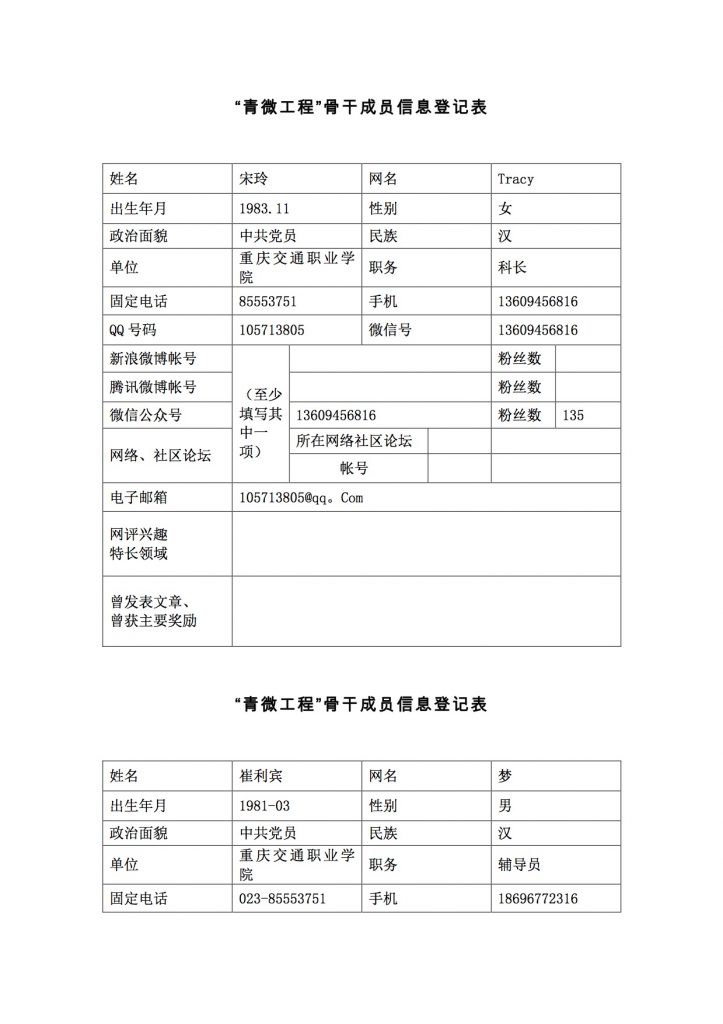 “青微工程”骨干成员信息登记表
姓名 宋玲 网名 Tracy
出生年月 1983.11 性别 女
政治面貌 中共党员 民族 汉
单位 重庆交通职业学 职务 科长
院
固定电话 85553751 手机 13609456816
QQ 号码 105713805 微信号 13609456816
新浪微博帐号 粉丝数
腾讯微博帐号 粉丝数
（至少
填写其
中一
项）
微信公众号 13609456816 粉丝数 135
网络、社区论坛 所在网络社区论坛
帐号
电子邮箱 105713805@qq。Com
网评兴趣
特长领域
曾发表文章、
曾获主要奖励
“青微工程”骨干成员信息登记表
姓名 崔利宾 网名 梦
出生年月 1981-03 性别 男
政治面貌 中共党员 民族 汉
单位 重庆交通职业学 职务 辅导员
院
固定电话 023-85553751 手机 18696772316